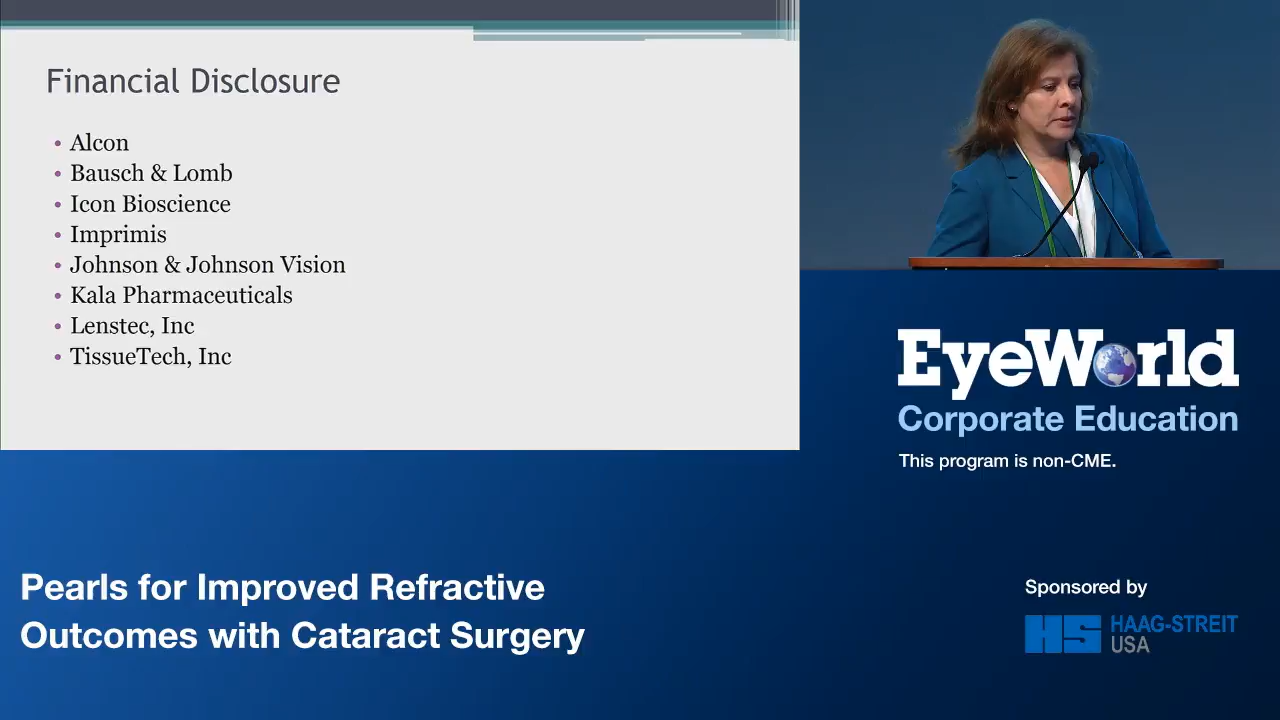 Financial Disclosure
• Alcon
• Bausch & Lomb
• Icon Bioscience
• Imprimis
• Johnson & Johnson Vision
• Kala Pharmaceuticals
• Lenstec, Inc
• TissueTech, Inc
EyeWorld
Corporate Education
This program is non-CME.
Pearls for Improved Refractive
Outcomes with Cataract Surgery
Sponsored by
HS HAAG-STREIT
USA